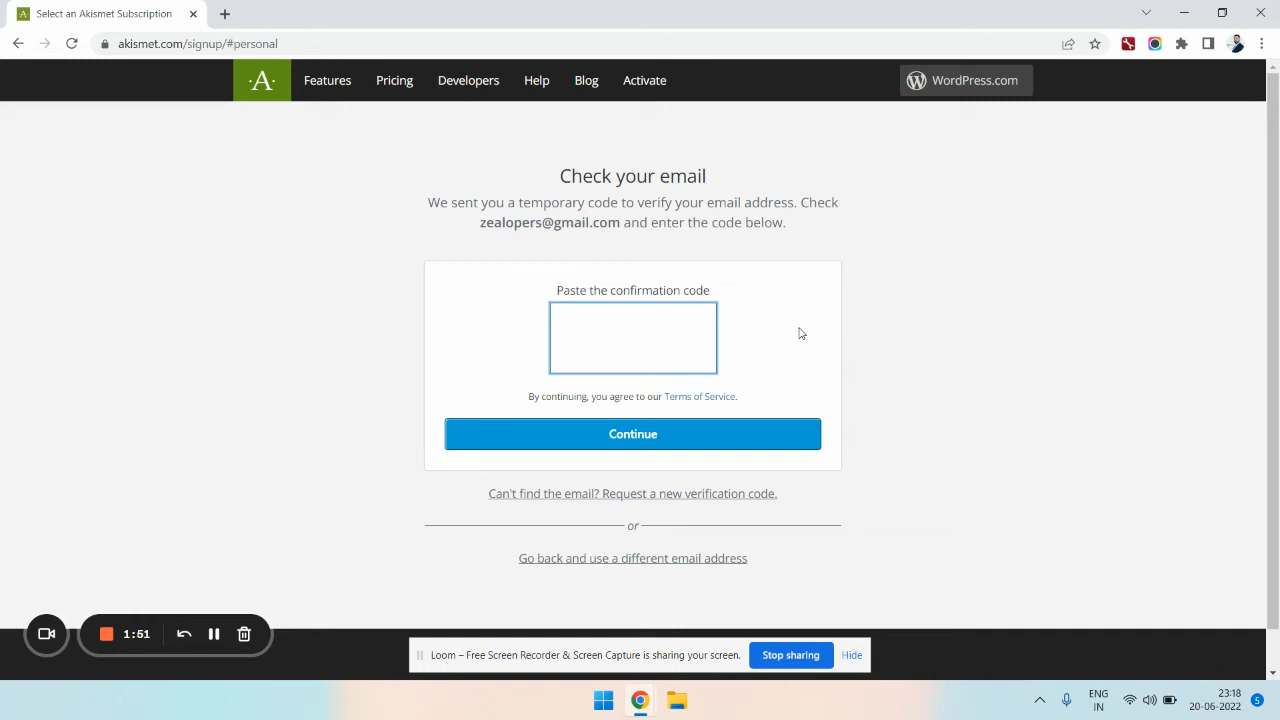 Select an Akismet Subscription
akismet.com/signup/#personal
·A· Features Pricing Developers Help Blog Activate WordPress.com
Check your email
We sent you a temporary code to verify your email address. Check
zealopers@gmail.com and enter the code below.
Paste the confirmation code
By continuing, you agree to our Terms of Service.
Continue
Can't find the email? Request a new verification code.
or
Go back and use a different email address
1:51
Loom – Free Screen Recorder & Screen Capture is sharing your screen. Stop sharing Hide
ENG
IN
23:18
20-06-2022
5